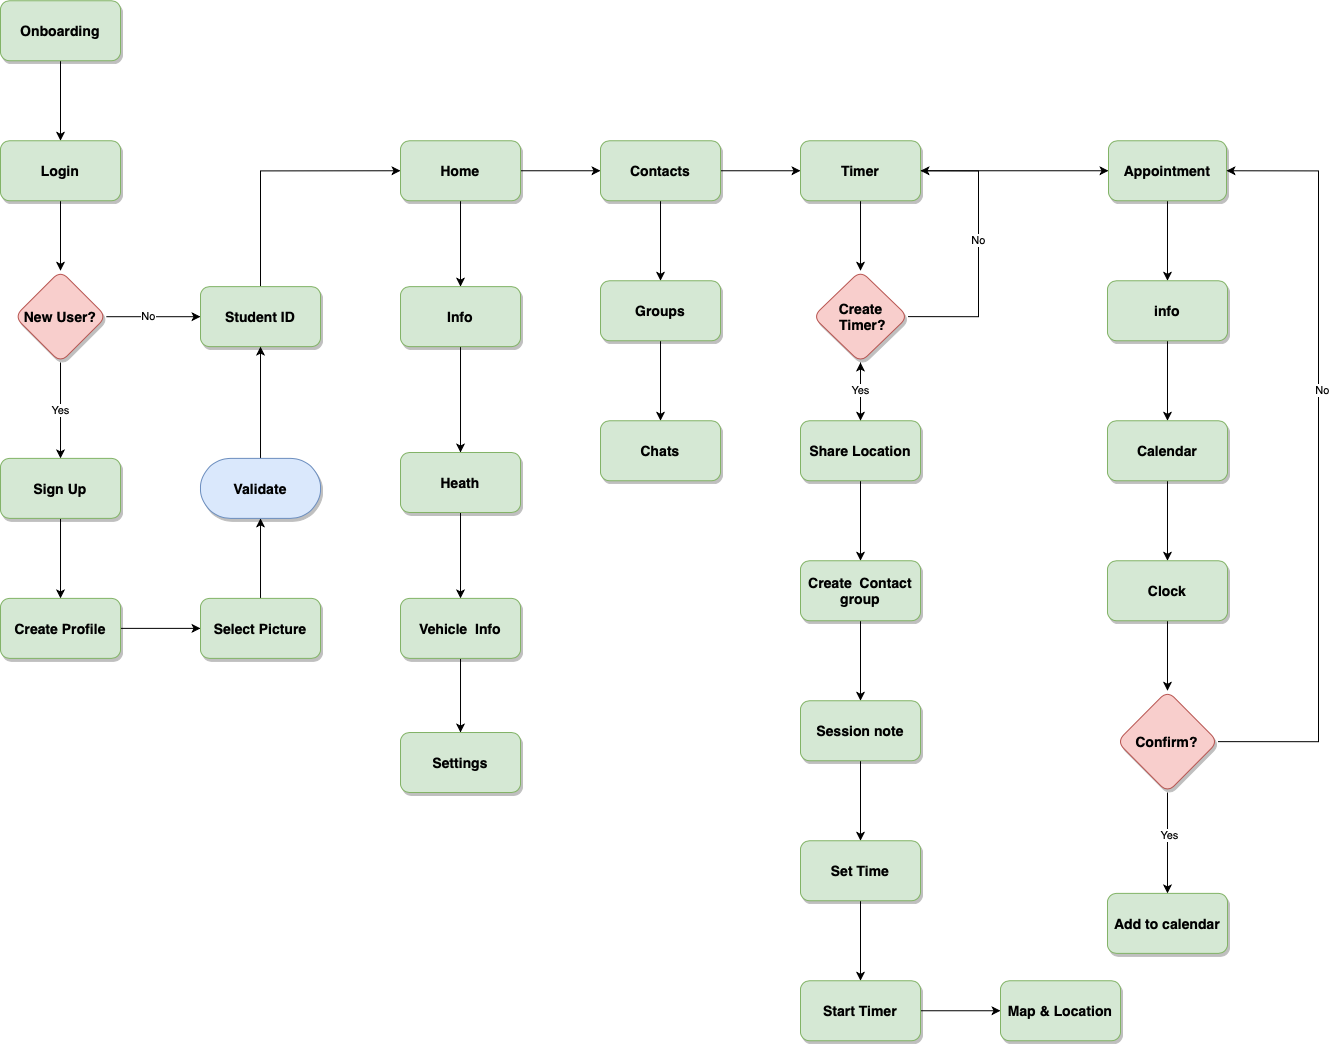 Onboarding
Login
Home
Contacts
Timer
Appointment
No
New User?
No
Student ID
Info
Groups
Create
Timer?
info
Yes
Yes
No
Sign Up
Validate
Heath
Chats
Share Location
Calendar
Create Profile
Select Picture
Vehicle  Info
Create  Contact
group
Clock
Settings
Session note
Confirm?
Yes
Set Time
Add to calendar
Start Timer
Map & Location